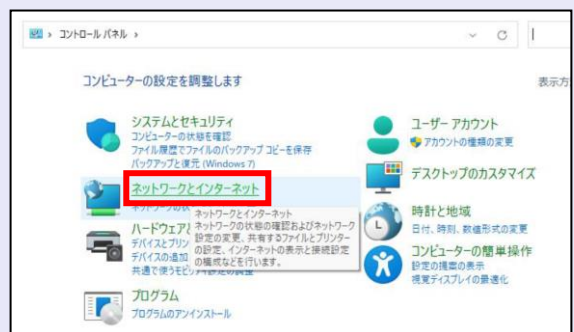 コントロール パネル
コンピューターの設定を調整します
表示方
システムとセキュリティ
コンピューターの状態を確認
ファイル履歴でファイルのバックアップ コピーを保存
バックアップと復元 (Windows 7)
ネットワークとインターネット
ネットワークの状
ネットワークとインターネット
ネットワークの状態の確認およびネットワーク
設定の変更、共有するファイルとプリンター
の設定、インターネットの表示と接続設定
の構成などを行います。
ハードウェアと
デバイスとプリン
デバイスの追加
共通で使うモビリティ設定の調整
プログラム
プログラムのアンインストール
ユーザー アカウント
アカウントの種類の変更
デスクトップのカスタマイズ
時計と地域
日付、時刻、数値形式の変更
コンピューターの簡単操作
設定の提案の表示
視覚ディスプレイの最適化